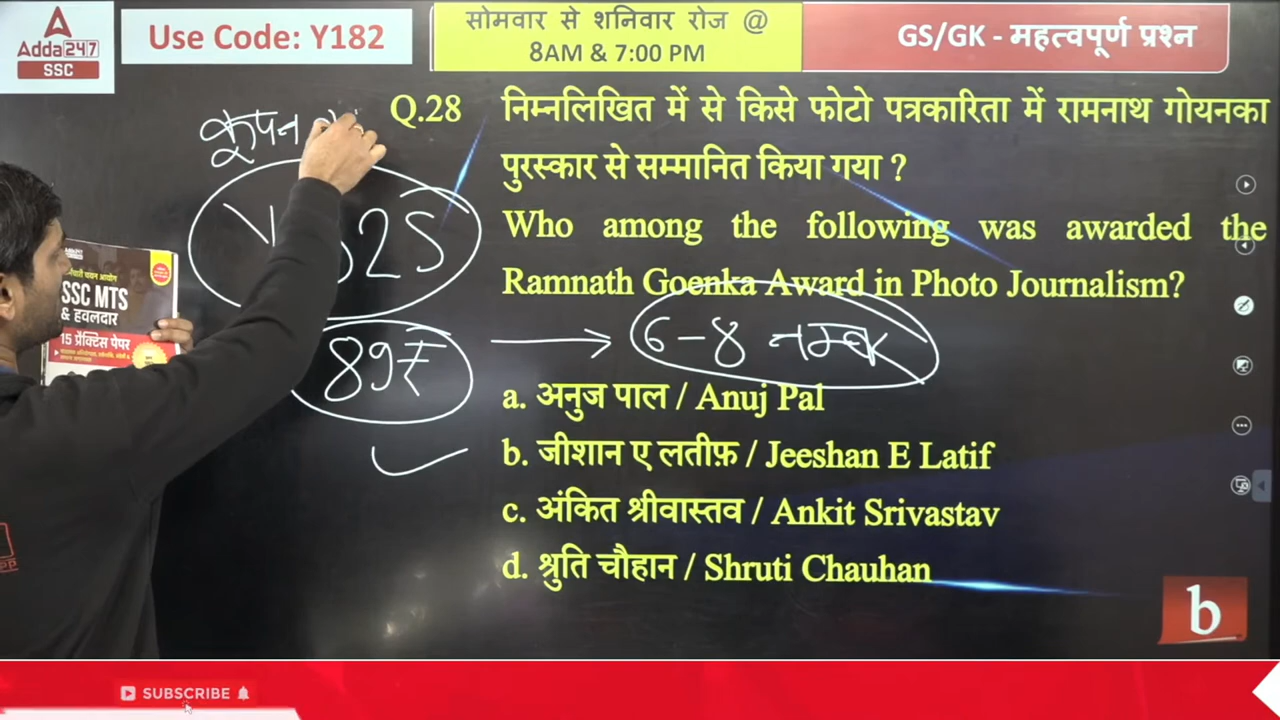 Adda247
SSC
Use Code: Y182
सोमवार से शनिवार रोज @
8AM & 7:00 PM
GS/GK - महत्वपूर्ण प्रश्न
कूपन
Q.28 निम्नलिखित में से किसे फोटो पत्रकारिता में रामनाथ गोयनका
पुरस्कार से सम्मानित किया गया ?
Who among the following was awarded the
Ramnath Goenka Award in Photo Journalism?
SSC MTS
& हवलदार
15 प्रैक्टिस पेपर
89₹
6-8
a. अनुज पाल / Anuj Pal
b. जीशान ए लतीफ़ / Jeeshan E Latif
c. अंकित श्रीवास्तव / Ankit Srivastav
d. श्रुति चौहान / Shruti Chauhan
b
SUBSCRIBE